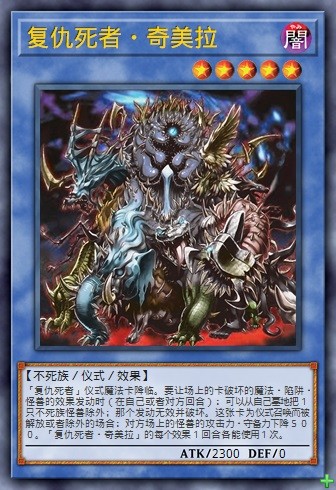 复仇死者・奇美拉
闇
【不死族／仪式／效果】
「复仇死者」仪式魔法卡降临。要让场上的卡破坏的魔法・陷阱・
怪兽的效果发动时（在自己或者对方回合）；可以从自己墓地把1
只不死族怪兽除外；那个发动无效并破坏。这张卡为仪式召唤而被
解放或者除外的场合；对方场上的怪兽的攻击力・守备力下降５０
０。「复仇死者・奇美拉」的每个效果１回合各能使用１次。
ATK/2300 DEF/0